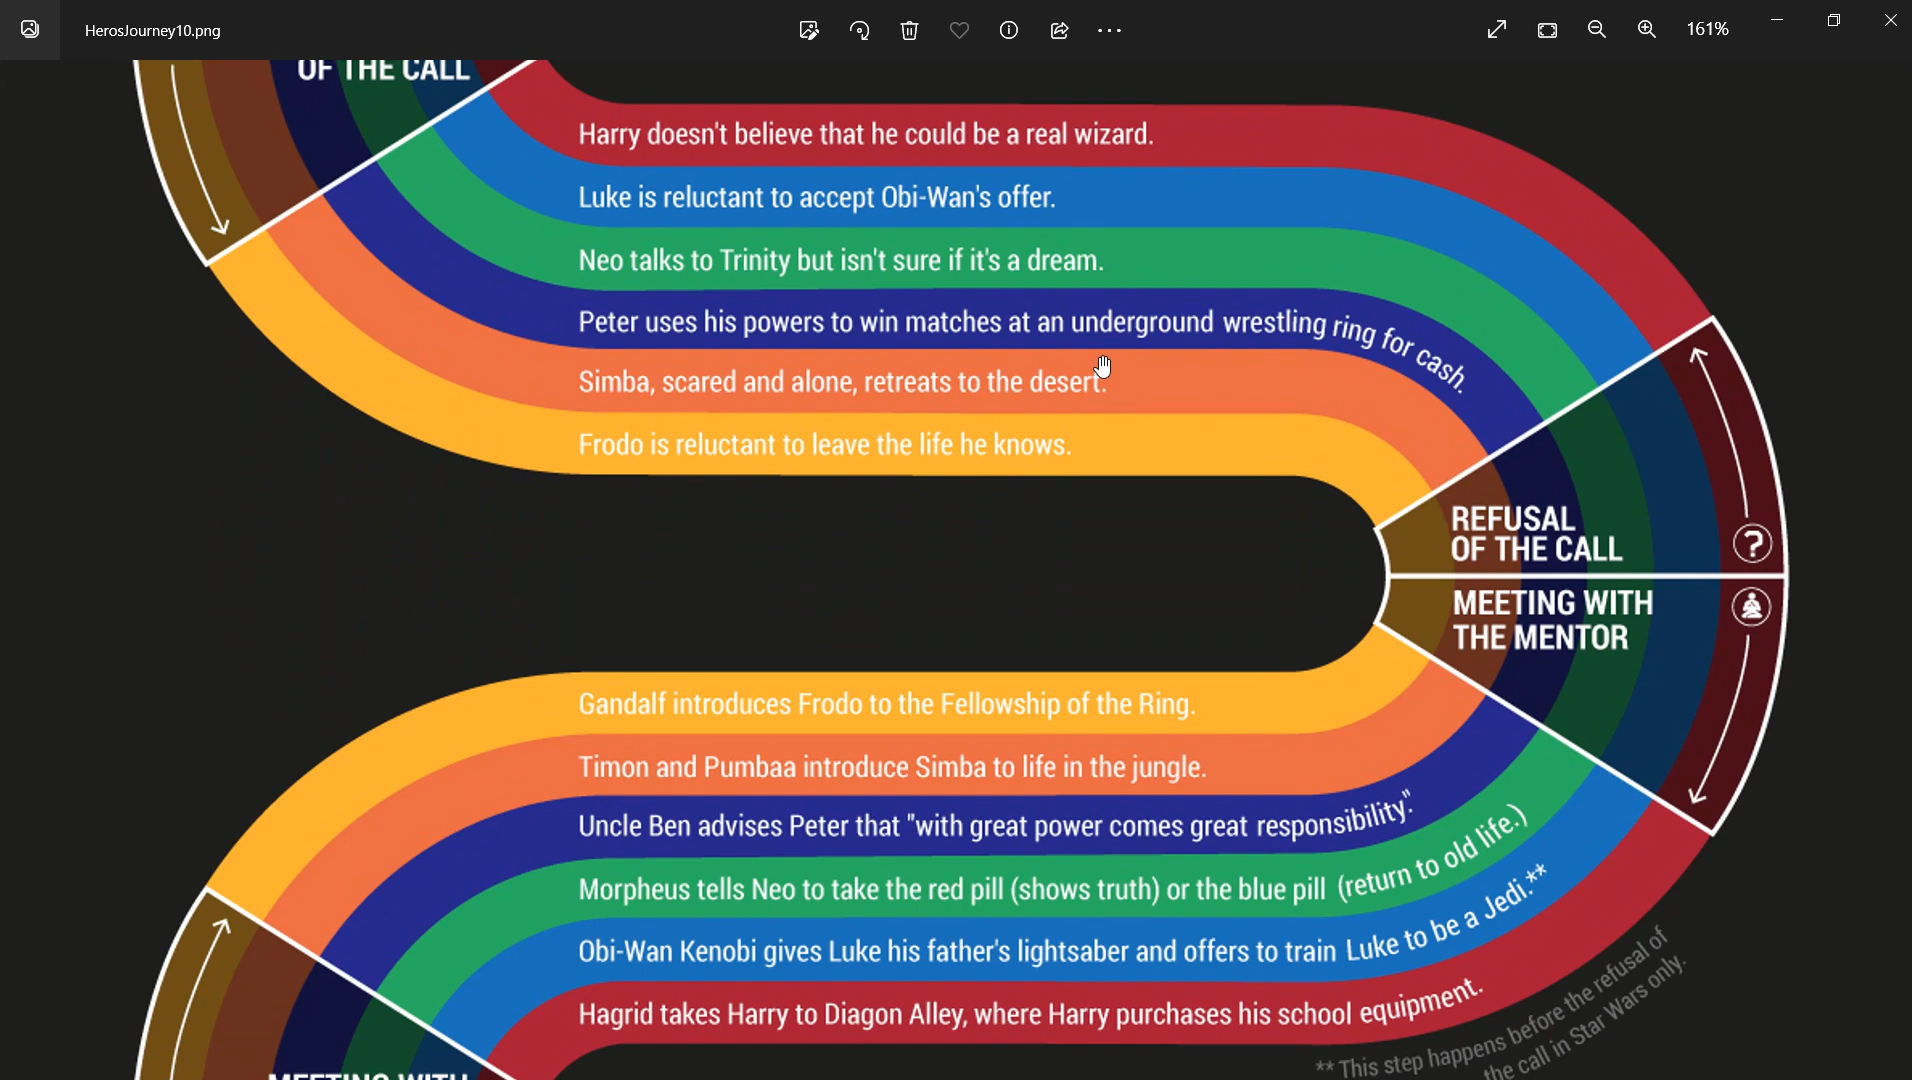 HerosJourney10.png
161%
OF THE CALL
Harry doesn't believe that he could be a real wizard.
Luke is reluctant to accept Obi-Wan's offer.
Neo talks to Trinity but isn't sure if it's a dream.
Peter uses his powers to win matches at an underground wrestling ring for cash.
Simba, scared and alone, retreats to the desert.
Frodo is reluctant to leave the life he knows.
REFUSAL
OF THE CALL
?
MEETING WITH
THE MENTOR
Gandalf introduces Frodo to the Fellowship of the Ring.
Timon and Pumbaa introduce Simba to life in the jungle.
Uncle Ben advises Peter that "with great power comes great responsibility."
Morpheus tells Neo to take the red pill (shows truth) or the blue pill (return to old life.)
Obi-Wan Kenobi gives Luke his father's lightsaber and offers to train Luke to be a Jedi.**
Hagrid takes Harry to Diagon Alley, where Harry purchases his school equipment.
** This step happens before the refusal of
the call in Star Wars only.
MEETING WITH